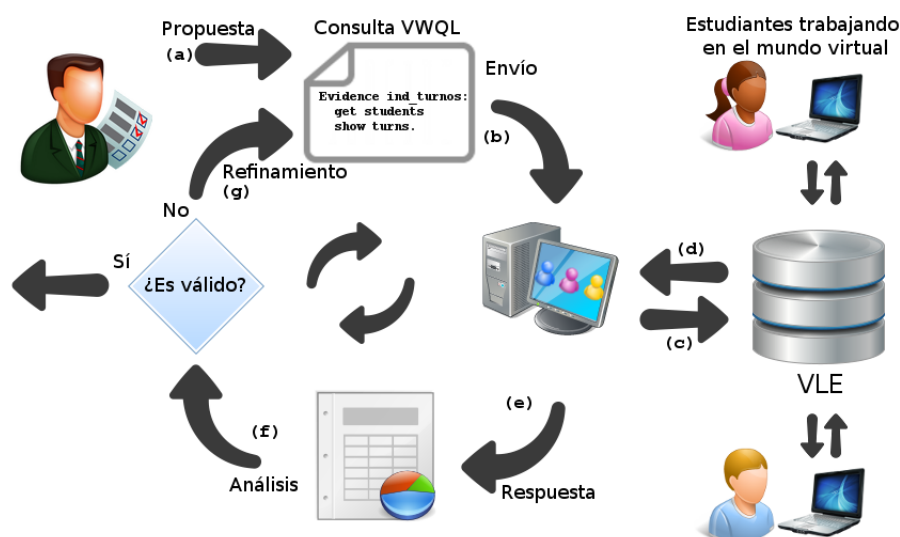 Propuesta
(a)
Consulta VWQL
Evidence ind_turnos:
get students
show turns.
Envío
(b)
Estudiantes trabajando
en el mundo virtual
Refinamiento
(g)
No
Sí
¿Es válido?
(d)
(c)
VLE
(e)
Respuesta
(f)
Análisis